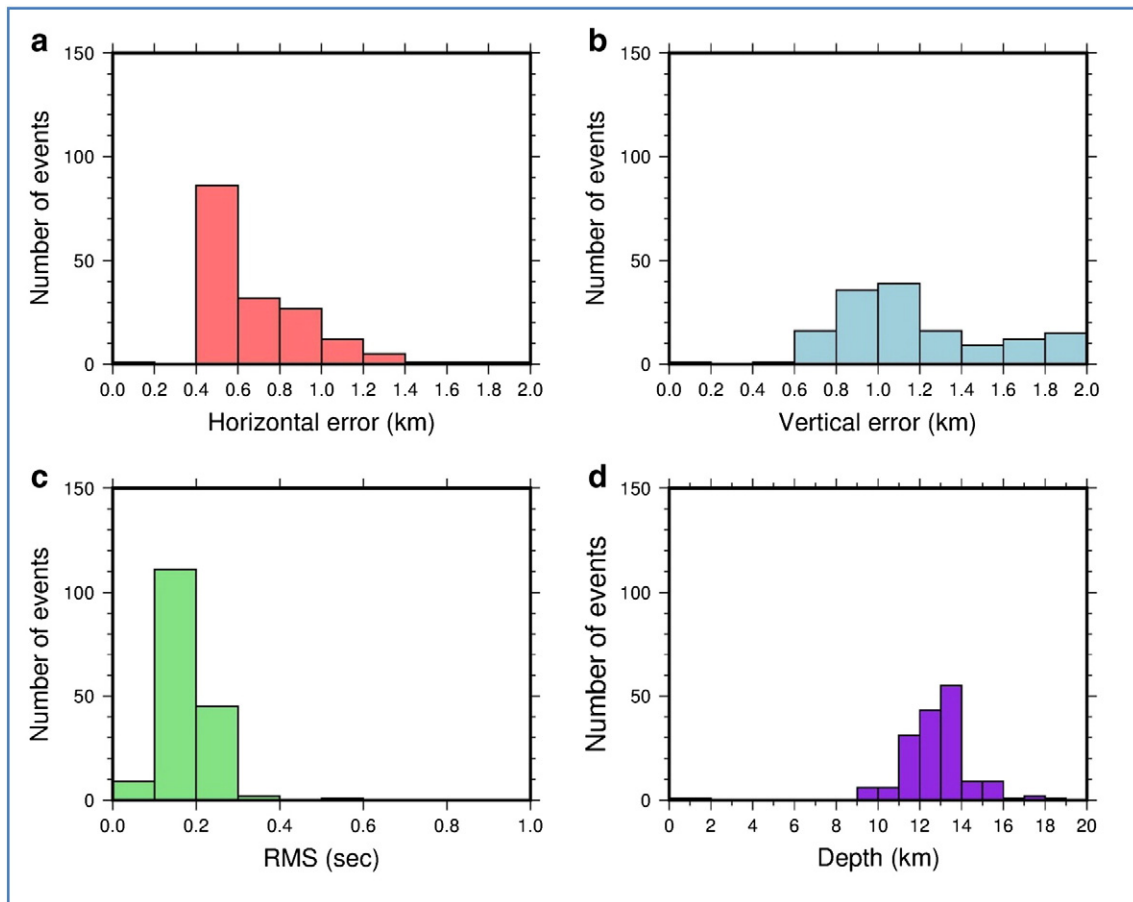 a
150
100
50
0
Number of events
0.0 0.2 0.4 0.6 0.8 1.0 1.2 1.4 1.6 1.8 2.0
Horizontal error (km)
b
150
100
50
0
Number of events
0.0 0.2 0.4 0.6 0.8 1.0 1.2 1.4 1.6 1.8 2.0
Vertical error (km)
c
150
100
50
0
Number of events
0.0 0.2 0.4 0.6 0.8 1.0
RMS (sec)
d
150
100
50
0
Number of events
0 2 4 6 8 10 12 14 16 18 20
Depth (km)